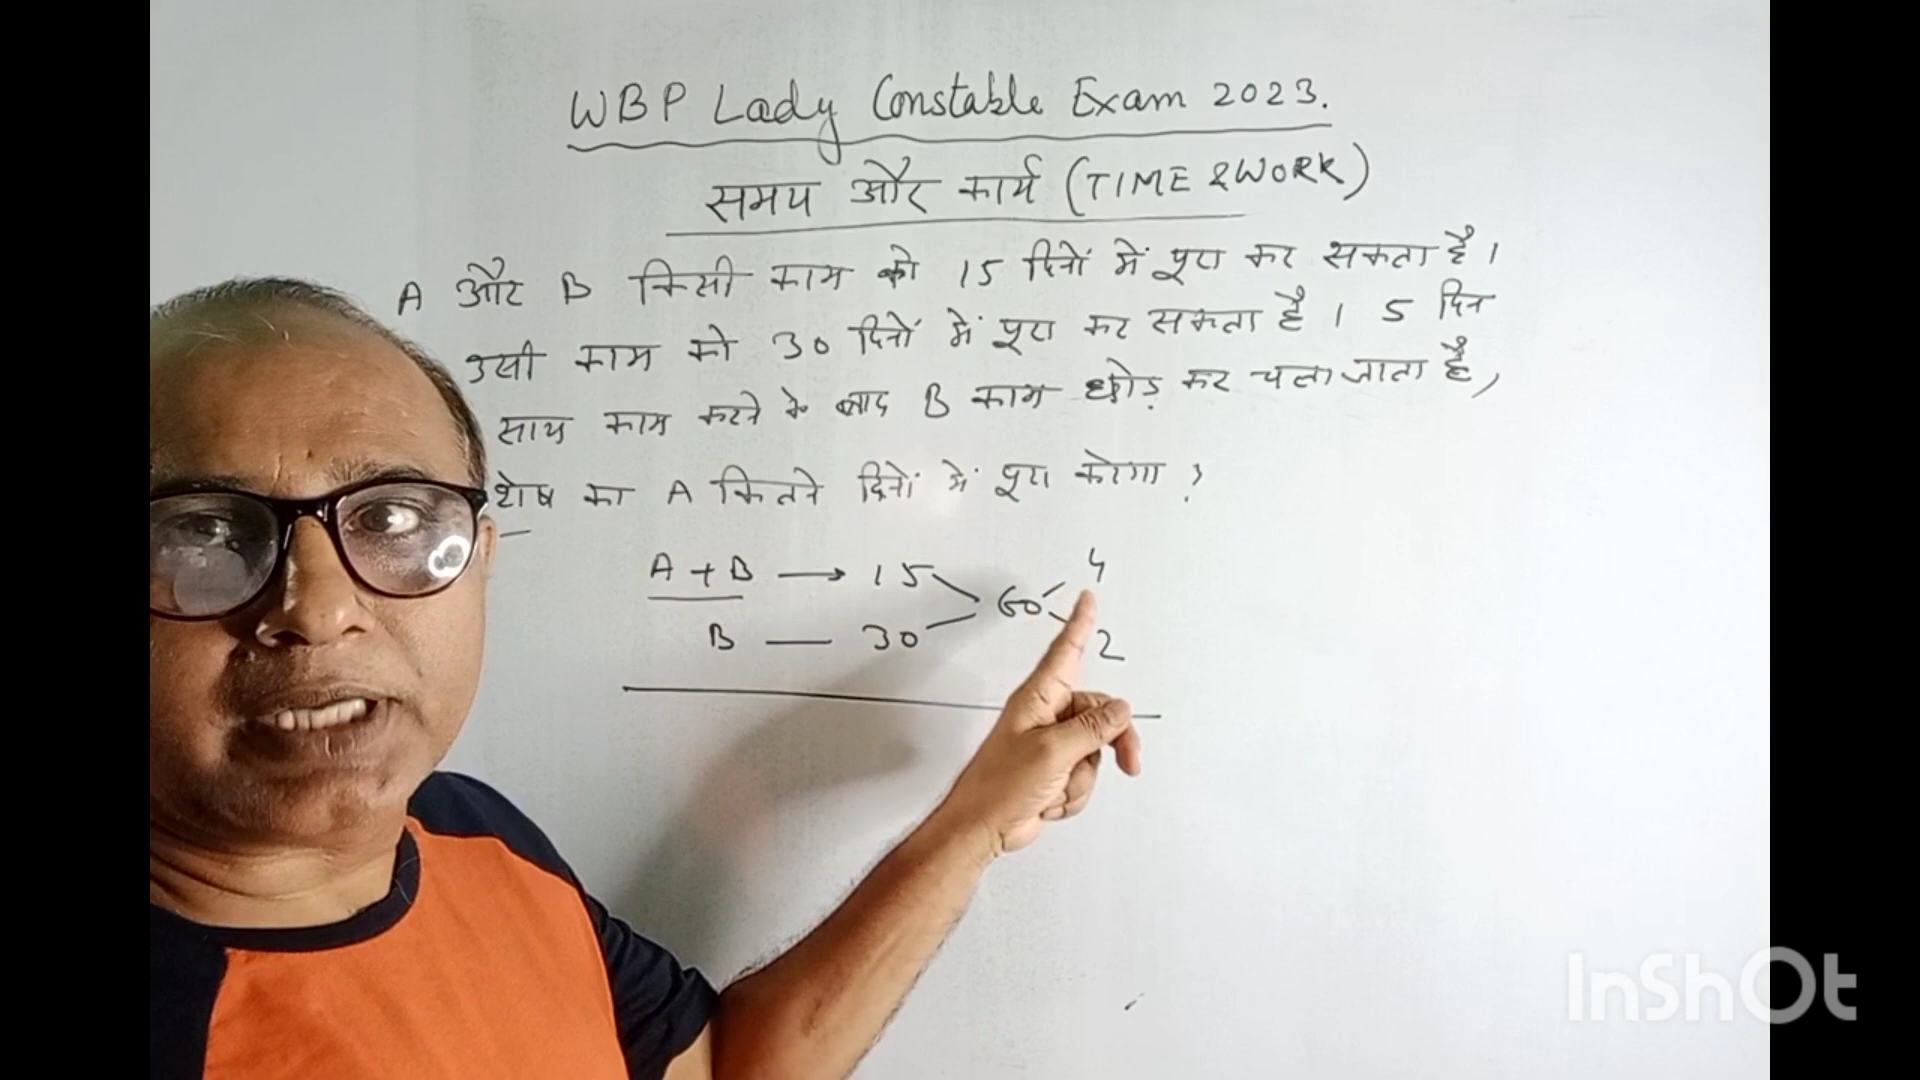 WBP Lady Constable Exam 2023.
समय और कार्य (TIME & WORK)
A और B किसी काम को 15 दिनों में पूरा कर सकता है।
उसी काम को 30 दिनों में पूरा कर सकता है। 5 दिन
साथ काम करने के बाद B काम छोड़ कर चला जाता है,
शेष का A कितने दिनों में पूरा करेगा ?
A + B → 15 60 4
B — 30 2
InShOt